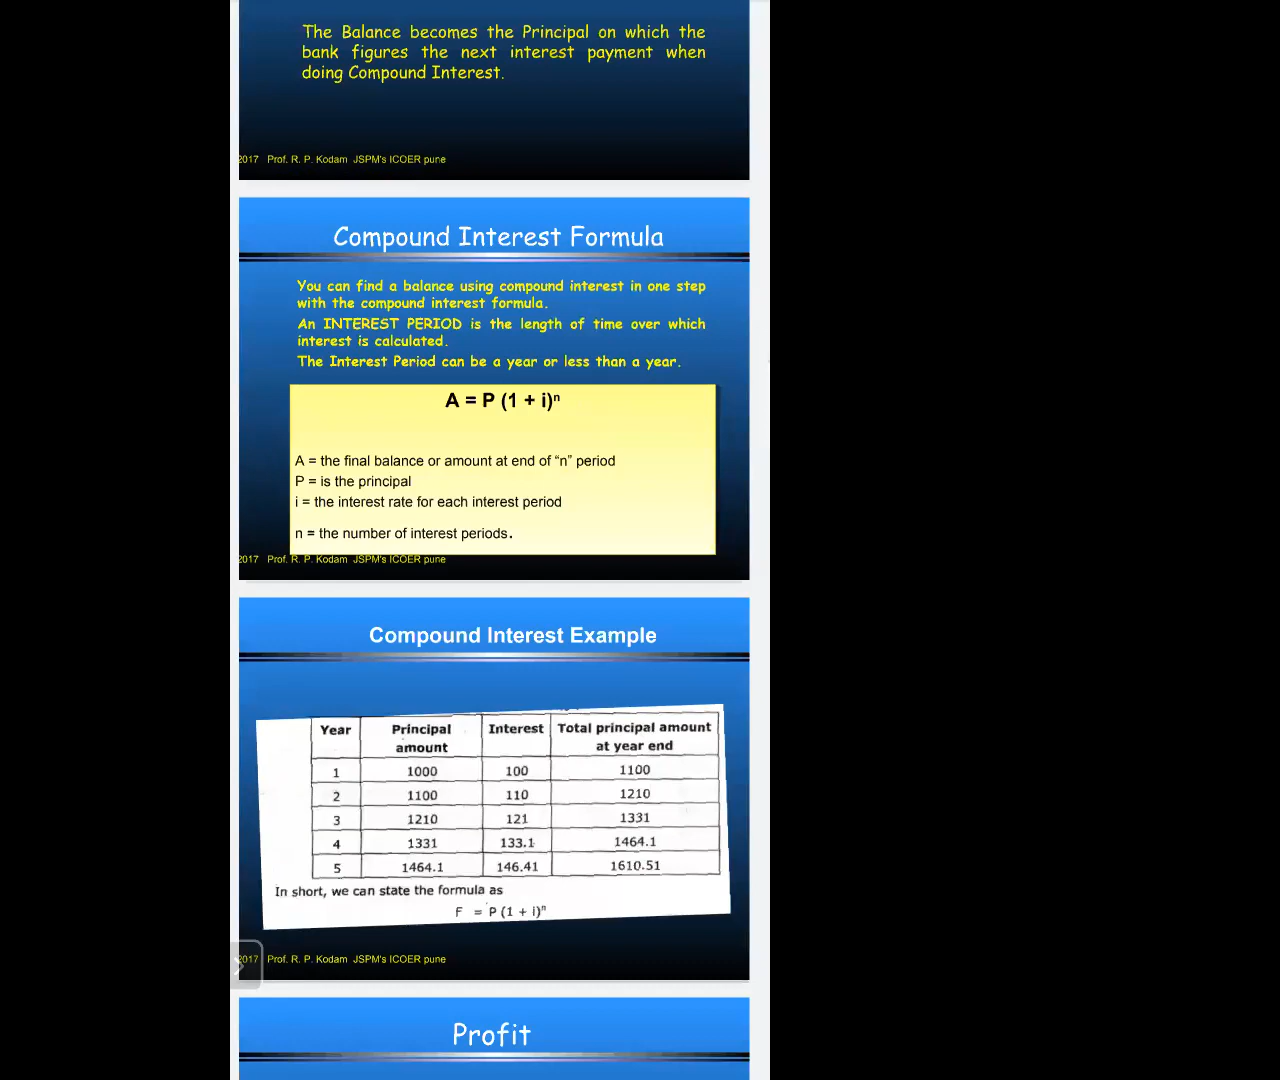 The Balance becomes the Principal on which the
bank figures the next interest payment when
doing Compound Interest.
2017 Prof. R. P. Kodam JSPM's ICOER pune
Compound Interest Formula
You can find a balance using compound interest in one step
with the compound interest formula.
An INTEREST PERIOD is the length of time over which
interest is calculated.
The Interest Period can be a year or less than a year.
A = P (1 + i)ⁿ
A = the final balance or amount at end of “n” period
P = is the principal
i = the interest rate for each interest period
n = the number of interest periods.
2017 Prof. R. P. Kodam JSPM's ICOER pune
Compound Interest Example
Year Principal amount Interest Total principal amount at year end
1 1000 100 1100
2 1100 110 1210
3 1210 121 1331
4 1331 133.1 1464.1
5 1464.1 146.41 1610.51
In short, we can state the formula as
F = P (1 + i)ⁿ
2017 Prof. R. P. Kodam JSPM's ICOER pune
Profit